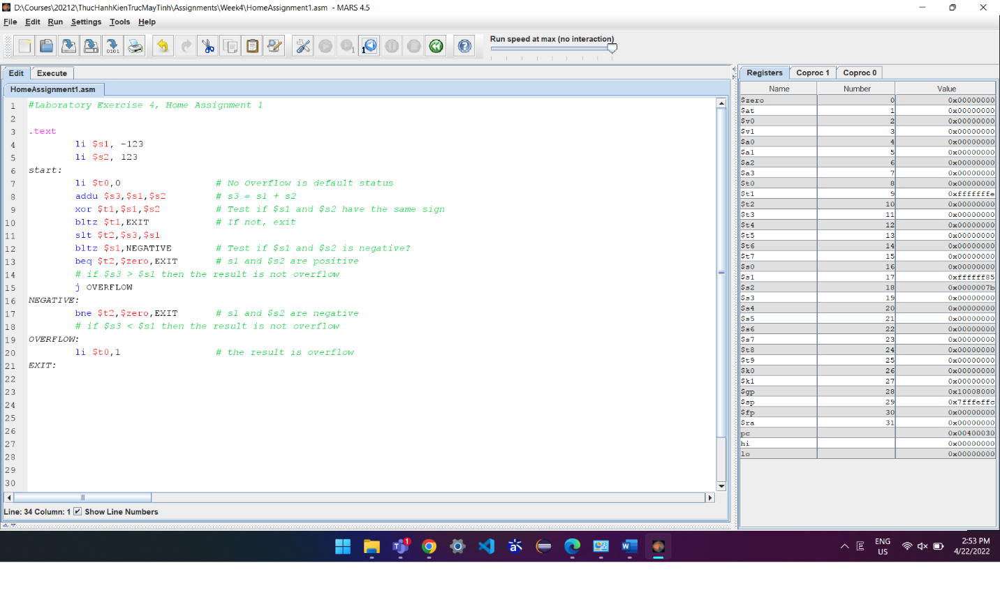 D:\Courses\20212\ThucHanhKienTrucMayTinh\Assignments\Week4\HomeAssignment1.asm - MARS 4.5
File Edit Run Settings Tools Help
Run speed at max (no interaction)
Edit Execute
HomeAssignment1.asm
1 #Laboratory Exercise 4, Home Assignment 1
2
3 .text
4 li $s1, -123
5 li $s2, 123
6 start:
7 li $t0,0 # No Overflow is default status
8 addu $s3,$s1,$s2 # s3 = s1 + s2
9 xor $t1,$s1,$s2 # Test if $s1 and $s2 have the same sign
10 bltz $t1,EXIT # If not, exit
11 slt $t2,$s3,$s1
12 bltz $s1,NEGATIVE # Test if $s1 and $s2 is negative?
13 beq $t2,$zero,EXIT # s1 and $s2 are positive
14 # if $s3 > $s1 then the result is not overflow
15 j OVERFLOW
16 NEGATIVE:
17 bne $t2,$zero,EXIT # s1 and $s2 are negative
18 # if $s3 < $s1 then the result is not overflow
19 OVERFLOW:
20 li $t0,1 # the result is overflow
21 EXIT:
22
23
24
25
26
27
28
29
30
Line: 34 Column: 1 Show Line Numbers
Registers Coproc 1 Coproc 0
Name Number Value
$zero 0 0x00000000
$at 1 0x00000000
$v0 2 0x00000000
$v1 3 0x00000000
$a0 4 0x00000000
$a1 5 0x00000000
$a2 6 0x00000000
$a3 7 0x00000000
$t0 8 0x00000000
$t1 9 0xfffffffe
$t2 10 0x00000000
$t3 11 0x00000000
$t4 12 0x00000000
$t5 13 0x00000000
$t6 14 0x00000000
$t7 15 0x00000000
$s0 16 0x00000000
$s1 17 0xffffff85
$s2 18 0x0000007b
$s3 19 0x00000000
$s4 20 0x00000000
$s5 21 0x00000000
$s6 22 0x00000000
$s7 23 0x00000000
$t8 24 0x00000000
$t9 25 0x00000000
$k0 26 0x00000000
$k1 27 0x00000000
$gp 28 0x10008000
$sp 29 0x7fffeffc
$fp 30 0x00000000
$ra 31 0x00000000
pc 0x00400030
hi 0x00000000
lo 0x00000000
1
ENG
US
2:53 PM
4/22/2022